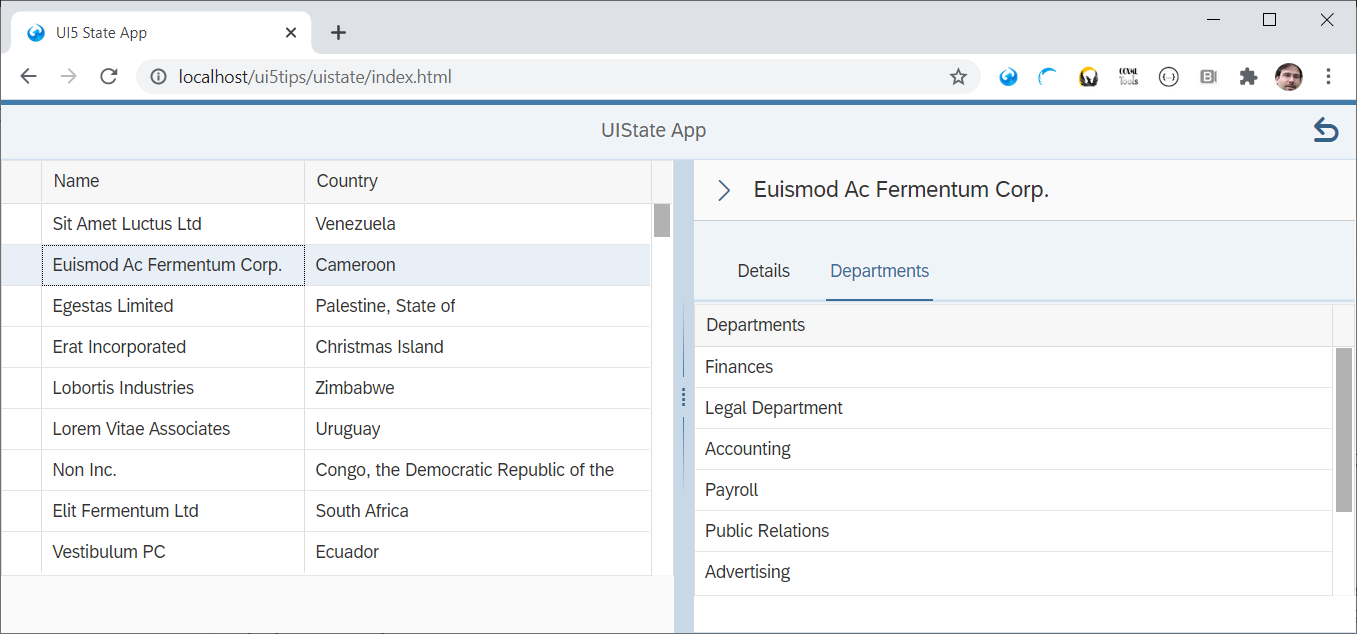 UI5 State App
localhost/ui5tips/uistate/index.html
UIState App
Name Country
Sit Amet Luctus Ltd Venezuela
Euismod Ac Fermentum Corp. Cameroon
Egestas Limited Palestine, State of
Erat Incorporated Christmas Island
Lobortis Industries Zimbabwe
Lorem Vitae Associates Uruguay
Non Inc. Congo, the Democratic Republic of the
Elit Fermentum Ltd South Africa
Vestibulum PC Ecuador
Euismod Ac Fermentum Corp.
Details Departments
Departments
Finances
Legal Department
Accounting
Payroll
Public Relations
Advertising